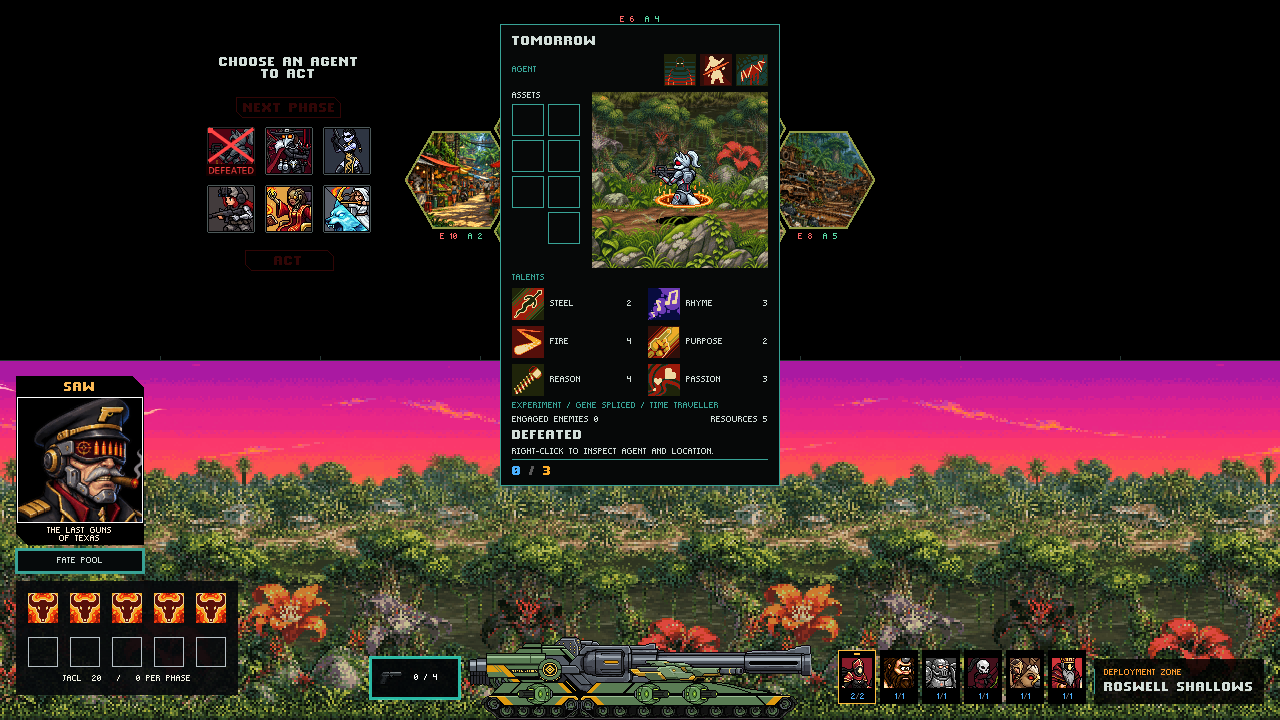 E 6 A 4
TOMORROW
AGENT
ASSETS
CHOOSE AN AGENT
TO ACT
NEXT PHASE
DEFEATED
ACT
E 10 A 2
E 8 A 5
TALENTS
STEEL 2
RHYME 3
FIRE 4
PURPOSE 2
REASON 4
PASSION 3
EXPERIMENT / GENE SPLICED / TIME TRAVELLER
ENGAGED ENEMIES 0
RESOURCES 5
DEFEATED
RIGHT-CLICK TO INSPECT AGENT AND LOCATION.
0 / 3
SAW
THE LAST GUNS
OF TEXAS
FATE POOL
JACL 20 / 0 PER PHASE
0 / 4
2/2
1/1
1/1
1/1
1/1
1/1
DEPLOYMENT ZONE
ROSWELL SHALLOWS